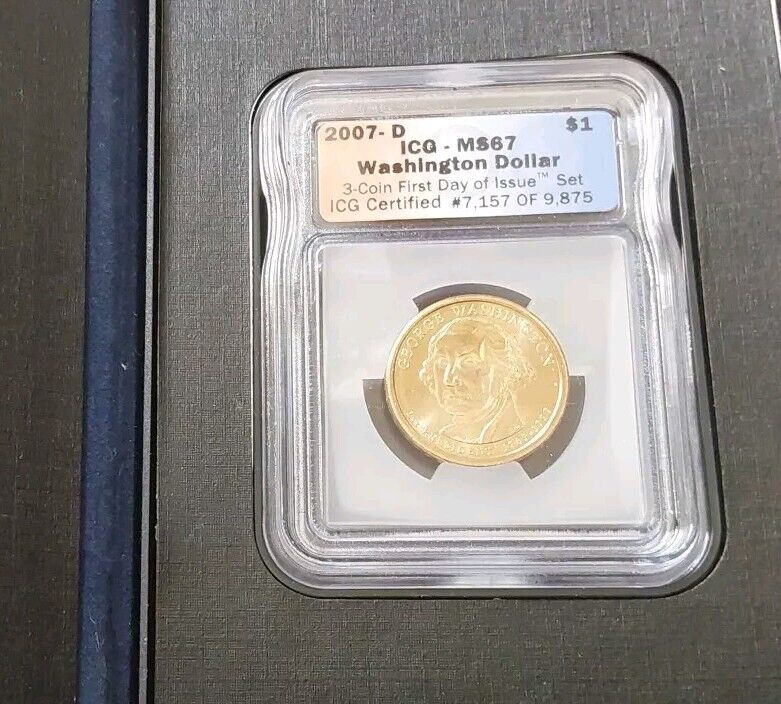 2007- D $1
ICG - MS67
Washington Dollar
3-Coin First Day of Issue™ Set
ICG Certified #7,157 OF 9,875
GEORGE WASHINGTON